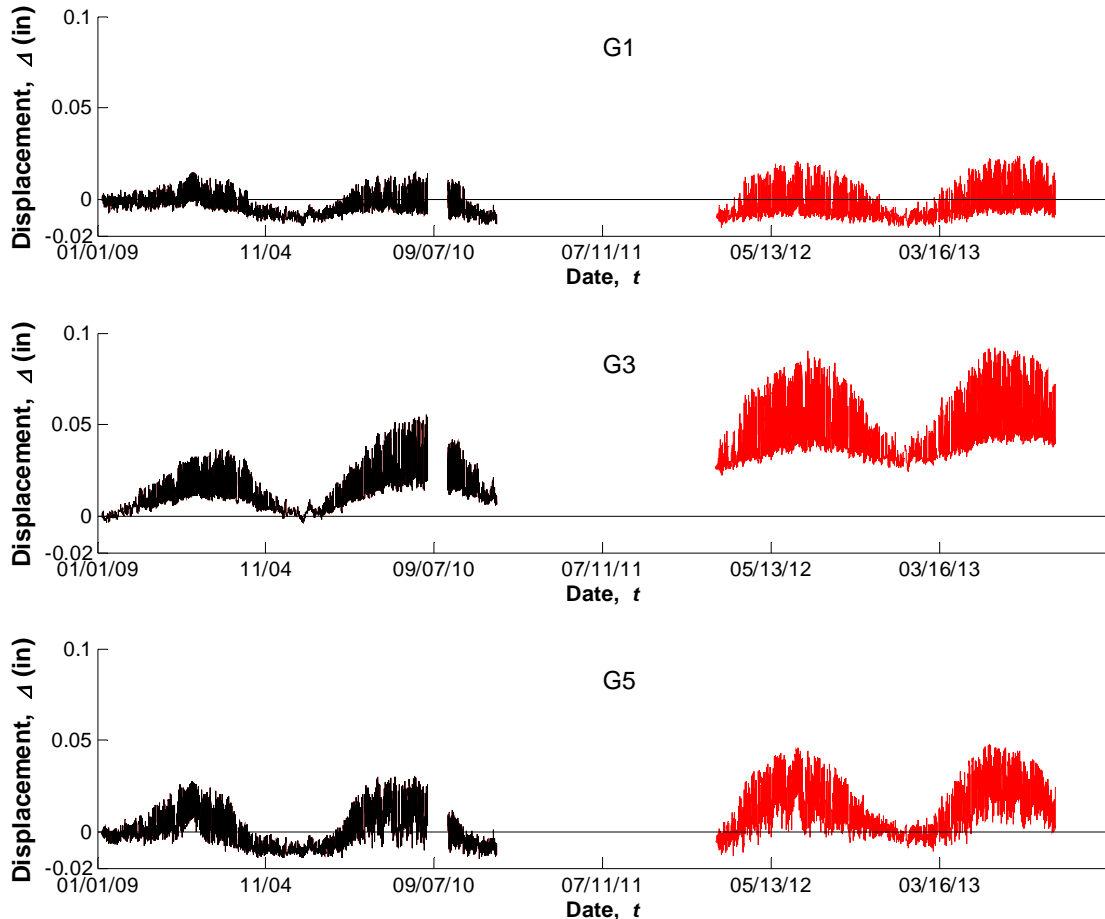 0.1
G1
0.05
0
-0.02
Displacement, Δ (in)
01/01/09 11/04 09/07/10 07/11/11 05/13/12 03/16/13
Date, t
0.1
G3
0.05
0
-0.02
Displacement, Δ (in)
01/01/09 11/04 09/07/10 07/11/11 05/13/12 03/16/13
Date, t
0.1
G5
0.05
0
-0.02
Displacement, Δ (in)
01/01/09 11/04 09/07/10 07/11/11 05/13/12 03/16/13
Date, t